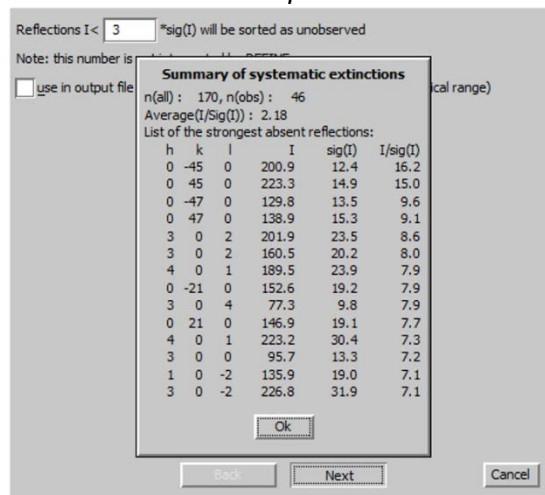 Reflections I< 3 *sig(I) will be sorted as unobserved
Note: this number is
use in output file ical range)
Summary of systematic extinctions
n(all) : 170, n(obs) : 46
Average(I/Sig(I)) : 2.18
List of the strongest absent reflections:
h k l I sig(I) I/sig(I)
0 -45 0 200.9 12.4 16.2
0 45 0 223.3 14.9 15.0
0 -47 0 129.8 13.5 9.6
0 47 0 138.9 15.3 9.1
3 0 2 201.9 23.5 8.6
3 0 2 160.5 20.2 8.0
4 0 1 189.5 23.9 7.9
0 -21 0 152.6 19.2 7.9
3 0 4 77.3 9.8 7.9
0 21 0 146.9 19.1 7.7
4 0 1 223.2 30.4 7.3
3 0 0 95.7 13.3 7.2
1 0 -2 135.9 19.0 7.1
3 0 -2 226.8 31.9 7.1
Ok
Back Next Cancel